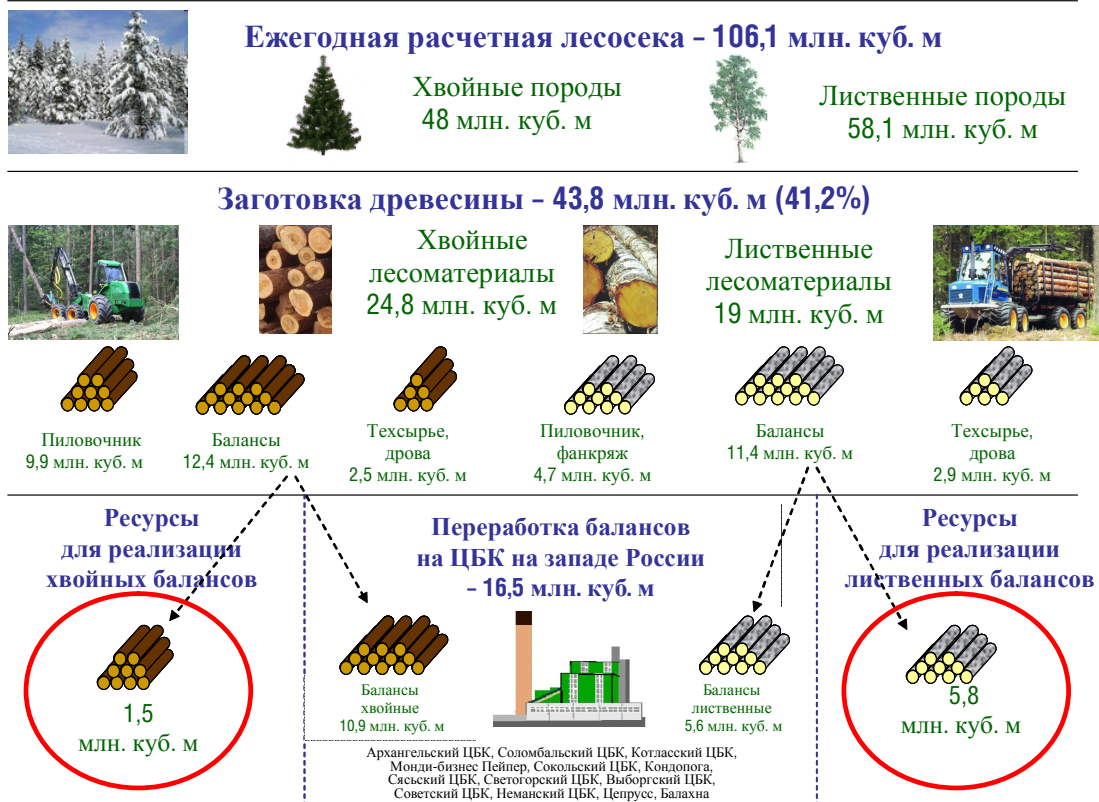 Ежегодная расчетная лесосека – 106,1 млн. куб. м
Хвойные породы
48 млн. куб. м
Лиственные породы
58,1 млн. куб. м
Заготовка древесины – 43,8 млн. куб. м (41,2%)
Хвойные
лесоматериалы
24,8 млн. куб. м
Лиственные
лесоматериалы
19 млн. куб. м
Пиловочник
9,9 млн. куб. м
Балансы
12,4 млн. куб. м
Техсырье,
дрова
2,5 млн. куб. м
Пиловочник,
фанкряж
4,7 млн. куб. м
Балансы
11,4 млн. куб. м
Техсырье,
дрова
2,9 млн. куб. м
Ресурсы
для реализации
хвойных балансов
Переработка балансов
на ЦБК на западе России
– 16,5 млн. куб. м
Ресурсы
для реализации
лиственных балансов
1,5
млн. куб. м
Балансы
хвойные
10,9 млн. куб. м
Балансы
лиственные
5,6 млн. куб. м
5,8
млн. куб. м
Архангельский ЦБК, Соломбальский ЦБК, Котласский ЦБК,
Монди-бизнес Пейпер, Сокольский ЦБК, Кондопога,
Сясьский ЦБК, Светогорский ЦБК, Выборгский ЦБК,
Советский ЦБК, Неманский ЦБК, Цепрусс, Балахна